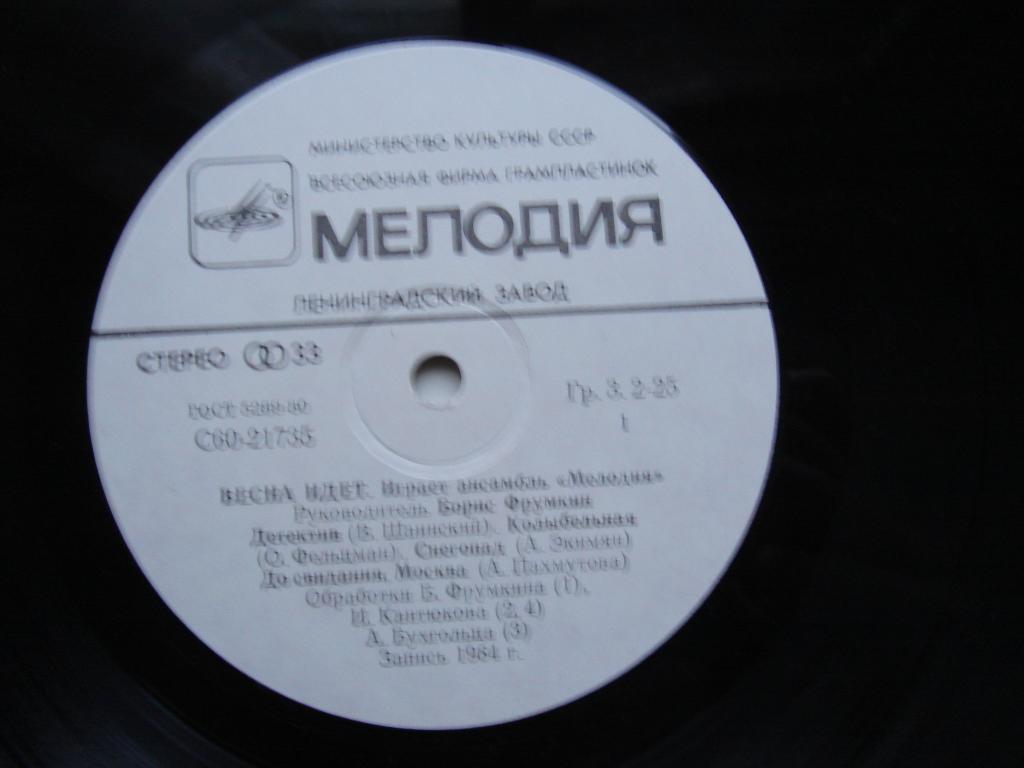 МИНИСТЕРСТВО КУЛЬТУРЫ СССР
ВСЕСОЮЗНАЯ ФИРМА ГРАМПЛАСТИНОК
®
МЕЛОДИЯ
ЛЕНИНГРАДСКИЙ ЗАВОД
СТЕРЕО 33
ГОСТ 5289-80
С60-21735
Гр. 3. 2-25
1
ВЕСНА ИДЕТ. Играет ансамбль «Мелодия»
Руководитель Борис Фрумкин
Детектив (В. Шаинский). Колыбельная
(О. Фельцман). Снегопад (А. Экимян)
До свидания, Москва (А. Пахмутова)
Обработки Б. Фрумкина (1),
И. Кантюкова (2, 4)
А. Бухгольца (3)
Запись 1984 г.